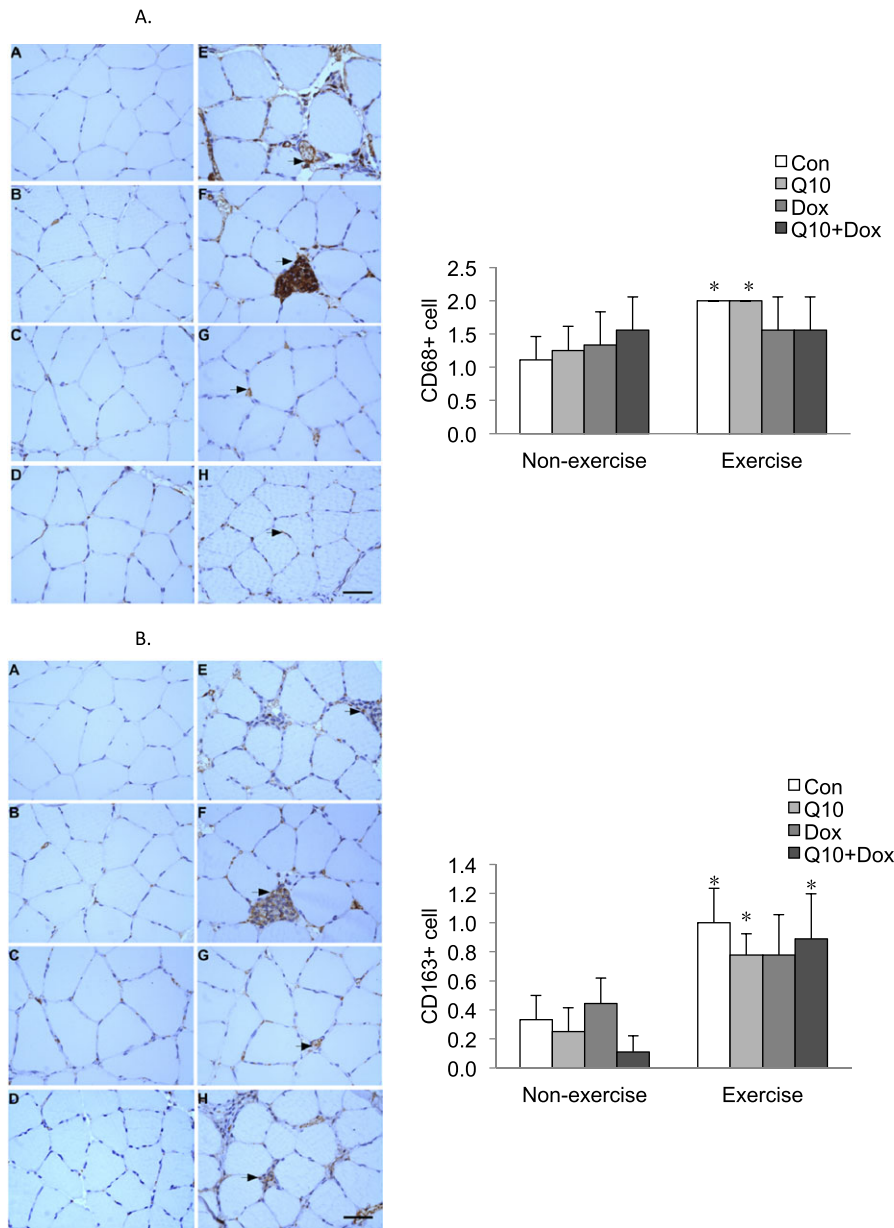 A.
A
E
B
F
C
G
D
H
Con
Q10
Dox
Q10+Dox
CD68+ cell
2.5
2.0
1.5
1.0
0.5
0.0
* *
Non-exercise
Exercise
B.
A
E
B
F
C
G
D
H
Con
Q10
Dox
Q10+Dox
CD163+ cell
1.4
1.2
1.0
0.8
0.6
0.4
0.2
0.0
*
*
*
Non-exercise
Exercise